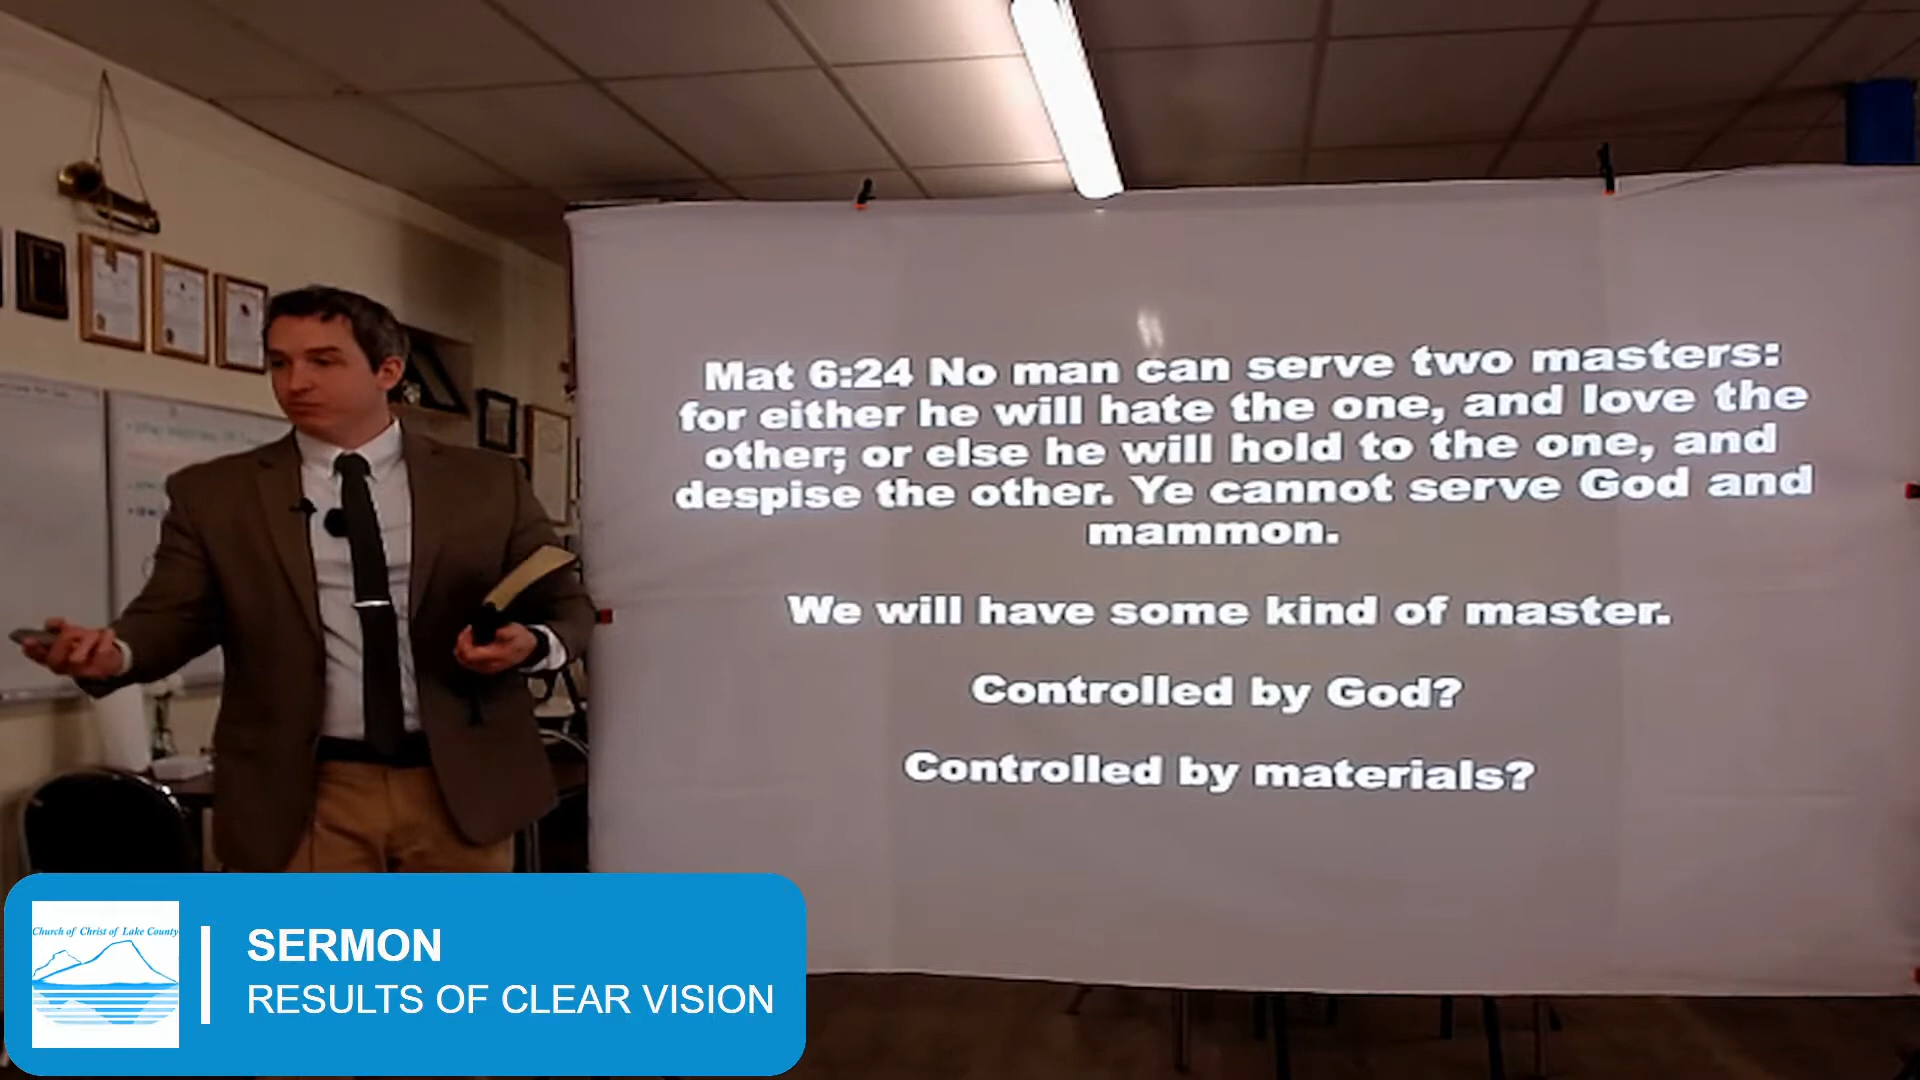 Mat 6:24 No man can serve two masters:
for either he will hate the one, and love the
other; or else he will hold to the one, and
despise the other. Ye cannot serve God and
mammon.
We will have some kind of master.
Controlled by God?
Controlled by materials?
Church of Christ of Lake County
SERMON
RESULTS OF CLEAR VISION